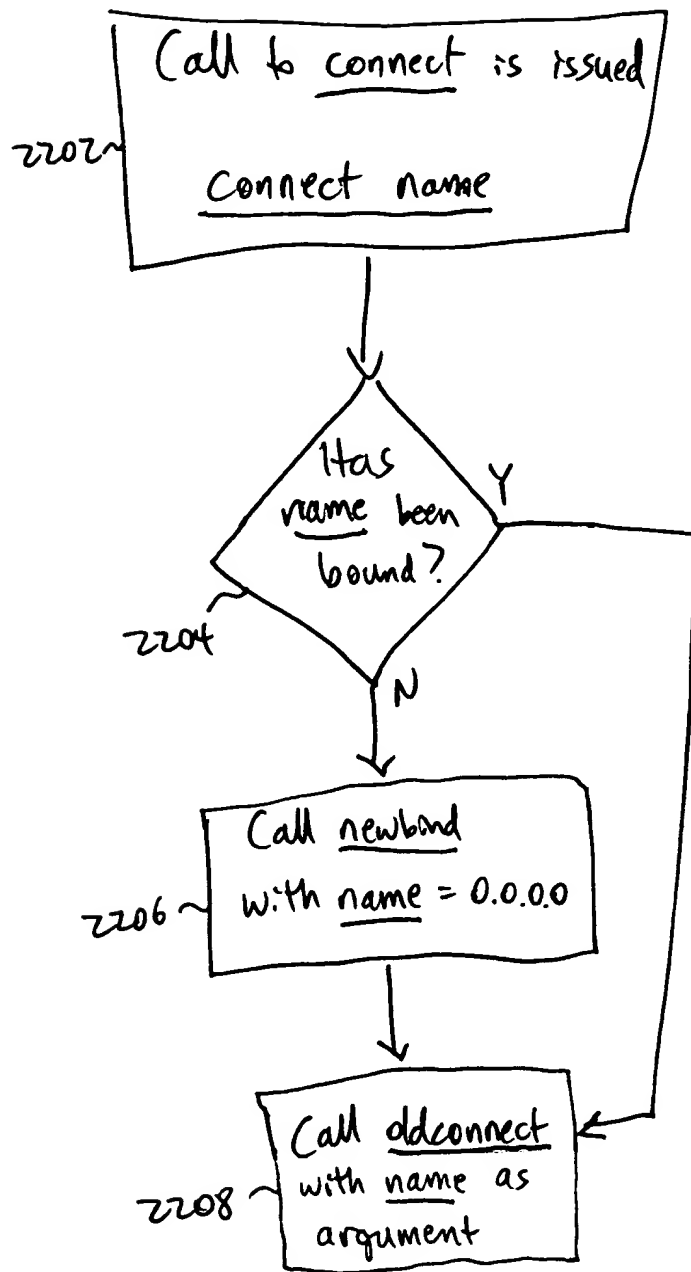 Call to connect is issued
2202
connect name
Has
name been
bound?
Y
2204
N
Call newbind
with name = 0.0.0.0
2206
Call oldconnect
with name as
argument
2208